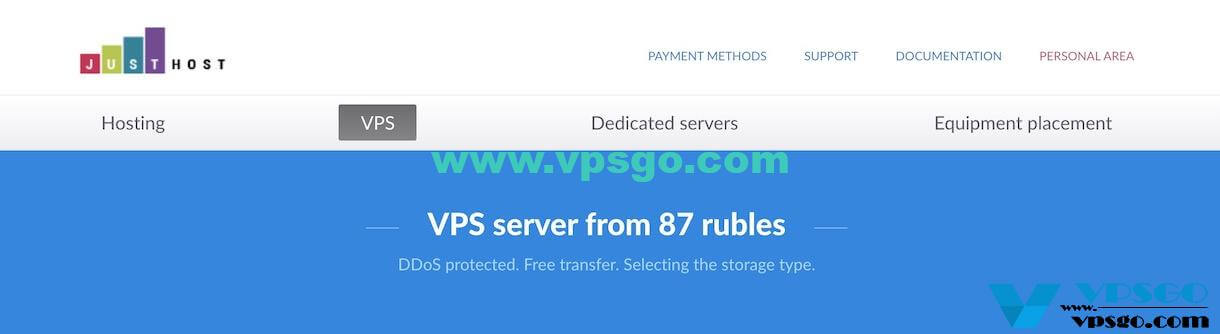 JUST HOST
PAYMENT METHODS SUPPORT DOCUMENTATION PERSONAL AREA
Hosting VPS Dedicated servers Equipment placement
www.vpsgo.com
VPS server from 87 rubles
DDoS protected. Free transfer. Selecting the storage type.
VPSGO
www.
vpsgo.com